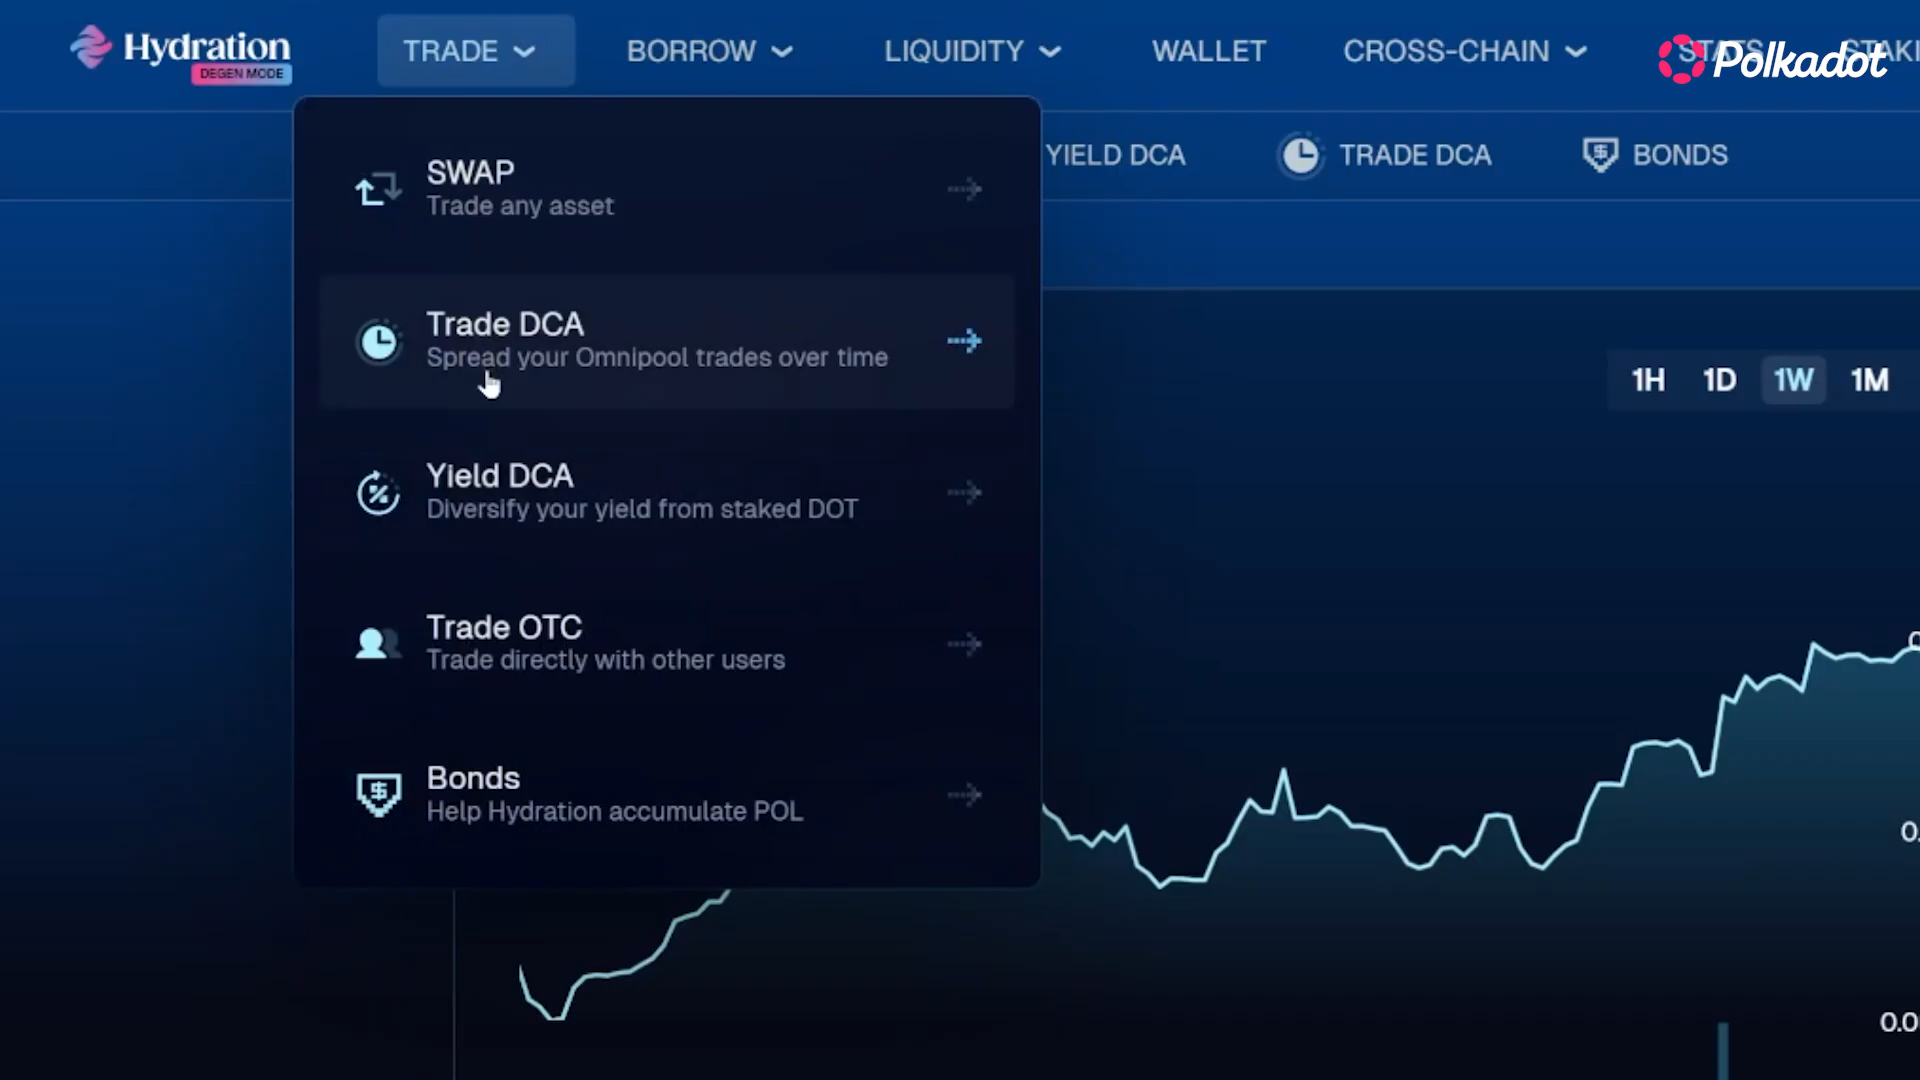 Hydration
DEGEN MODE
TRADE
BORROW
LIQUIDITY
WALLET
CROSS-CHAIN
STATS
Polkadot
YIELD DCA
TRADE DCA
BONDS
SWAP
Trade any asset
Trade DCA
Spread your Omnipool trades over time
Yield DCA
Diversify your yield from staked DOT
Trade OTC
Trade directly with other users
Bonds
Help Hydration accumulate POL
1H
1D
1W
1M